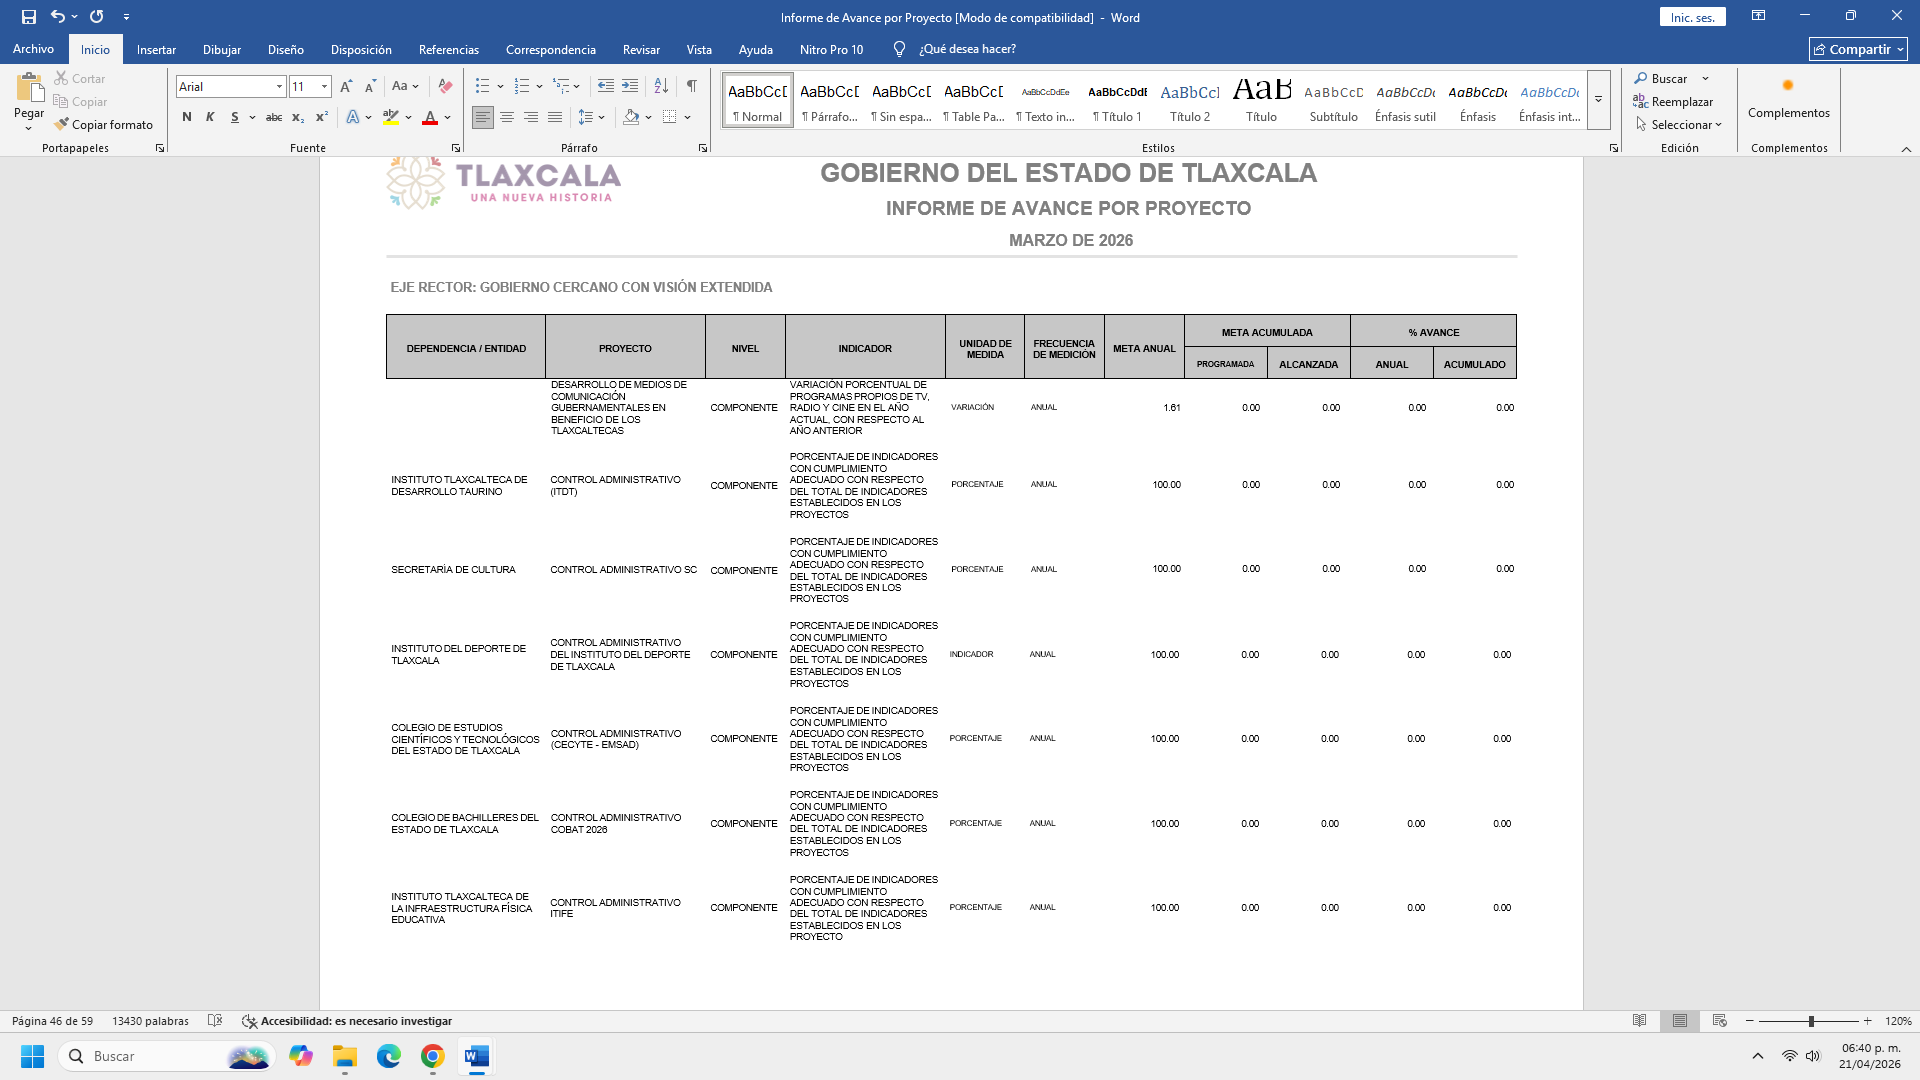 Informe de Avance por Proyecto [Modo de compatibilidad] - Word
Inic. ses.
Archivo Inicio Insertar Dibujar Diseño Disposición Referencias Correspondencia Revisar Vista Ayuda Nitro Pro 10 ¿Qué desea hacer? Compartir
Pegar
Cortar
Copiar
Copiar formato
Portapapeles
Arial 11
N K S abc x₂ x²
Fuente
Párrafo
AaBbCcD AaBbCcD AaBbCcD AaBbCcD AaBbCcDdEe AaBbCcDdE AaBbCcI AaB AaBbCcD AaBbCcDc AaBbCcDc AaBbCcDc
¶ Normal ¶ Párrafo... ¶ Sin espa... ¶ Table Pa... ¶ Texto in... ¶ Título 1 Título 2 Título Subtítulo Énfasis sutil Énfasis Énfasis int...
Estilos
Buscar
Reemplazar
Seleccionar
Edición
Complementos
Complementos
TLAXCALA
UNA NUEVA HISTORIA
GOBIERNO DEL ESTADO DE TLAXCALA
INFORME DE AVANCE POR PROYECTO
MARZO DE 2026
EJE RECTOR: GOBIERNO CERCANO CON VISIÓN EXTENDIDA
DEPENDENCIA / ENTIDAD PROYECTO NIVEL INDICADOR UNIDAD DE MEDIDA FRECUENCIA DE MEDICIÓN META ANUAL META ACUMULADA % AVANCE
PROGRAMADA ALCANZADA ANUAL ACUMULADO
DESARROLLO DE MEDIOS DE
COMUNICACIÓN
GUBERNAMENTALES EN
BENEFICIO DE LOS
TLAXCALTECAS
COMPONENTE
VARIACIÓN PORCENTUAL DE
PROGRAMAS PROPIOS DE TV,
RADIO Y CINE EN EL AÑO
ACTUAL, CON RESPECTO AL
AÑO ANTERIOR
VARIACIÓN ANUAL 1.61 0.00 0.00 0.00 0.00
INSTITUTO TLAXCALTECA DE
DESARROLLO TAURINO
CONTROL ADMINISTRATIVO
(ITDT)
COMPONENTE
PORCENTAJE DE INDICADORES
CON CUMPLIMIENTO
ADECUADO CON RESPECTO
DEL TOTAL DE INDICADORES
ESTABLECIDOS EN LOS
PROYECTOS
PORCENTAJE ANUAL 100.00 0.00 0.00 0.00 0.00
SECRETARÍA DE CULTURA
CONTROL ADMINISTRATIVO SC
COMPONENTE
PORCENTAJE DE INDICADORES
CON CUMPLIMIENTO
ADECUADO CON RESPECTO
DEL TOTAL DE INDICADORES
ESTABLECIDOS EN LOS
PROYECTOS
PORCENTAJE ANUAL 100.00 0.00 0.00 0.00 0.00
INSTITUTO DEL DEPORTE DE
TLAXCALA
CONTROL ADMINISTRATIVO
DEL INSTITUTO DEL DEPORTE
DE TLAXCALA
COMPONENTE
PORCENTAJE DE INDICADORES
CON CUMPLIMIENTO
ADECUADO CON RESPECTO
DEL TOTAL DE INDICADORES
ESTABLECIDOS EN LOS
PROYECTOS
INDICADOR ANUAL 100.00 0.00 0.00 0.00 0.00
COLEGIO DE ESTUDIOS
CIENTÍFICOS Y TECNOLÓGICOS
DEL ESTADO DE TLAXCALA
CONTROL ADMINISTRATIVO
(CECYTE - EMSAD)
COMPONENTE
PORCENTAJE DE INDICADORES
CON CUMPLIMIENTO
ADECUADO CON RESPECTO
DEL TOTAL DE INDICADORES
ESTABLECIDOS EN LOS
PROYECTOS
PORCENTAJE ANUAL 100.00 0.00 0.00 0.00 0.00
COLEGIO DE BACHILLERES DEL
ESTADO DE TLAXCALA
CONTROL ADMINISTRATIVO
COBAT 2026
COMPONENTE
PORCENTAJE DE INDICADORES
CON CUMPLIMIENTO
ADECUADO CON RESPECTO
DEL TOTAL DE INDICADORES
ESTABLECIDOS EN LOS
PROYECTOS
PORCENTAJE ANUAL 100.00 0.00 0.00 0.00 0.00
INSTITUTO TLAXCALTECA DE
LA INFRAESTRUCTURA FÍSICA
EDUCATIVA
CONTROL ADMINISTRATIVO
ITIFE
COMPONENTE
PORCENTAJE DE INDICADORES
CON CUMPLIMIENTO
ADECUADO CON RESPECTO
DEL TOTAL DE INDICADORES
ESTABLECIDOS EN LOS
PROYECTO
PORCENTAJE ANUAL 100.00 0.00 0.00 0.00 0.00
Página 46 de 59 13430 palabras Accesibilidad: es necesario investigar 120%
Buscar
06:40 p. m.
21/04/2026